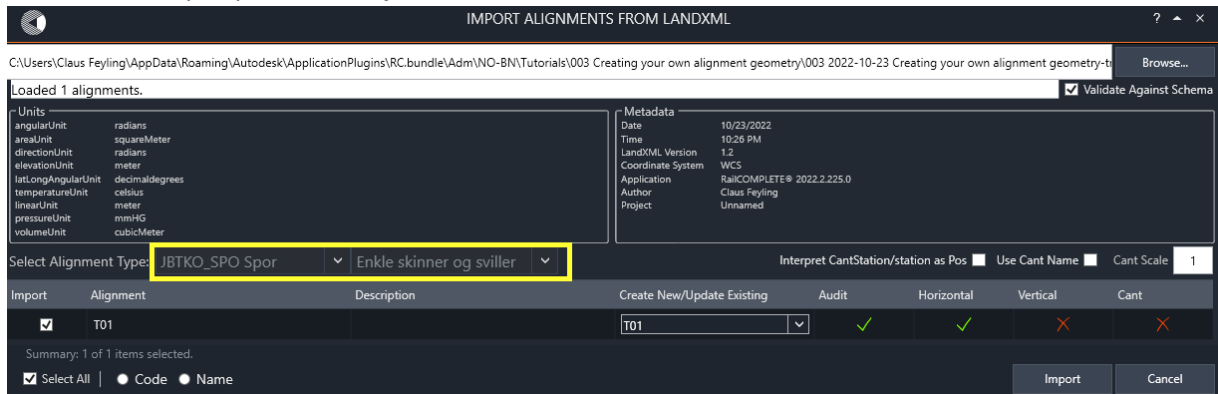 IMPORT ALIGNMENTS FROM LANDXML
C:\Users\Claus Feyling\AppData\Roaming\Autodesk\ApplicationPlugins\RC.bundle\Adm\NO-BN\Tutorials\003 Creating your own alignment geometry\003 2022-10-23 Creating your own alignment geometry-tr Browse...
Loaded 1 alignments. Validate Against Schema
Units Metadata
angularUnit radians Date 10/23/2022
areaUnit squareMeter Time 10:26 PM
directionUnit radians LandXML Version 1.2
elevationUnit meter Coordinate System WCS
latLongAngularUnit decimaldegrees Application RailCOMPLETE® 2022.2.225.0
temperatureUnit celsius Author Claus Feyling
linearUnit meter Project Unnamed
pressureUnit mmHG
volumeUnit cubicMeter
Select Alignment Type: JBTKO_SPO Spor Enkle skinner og sviller Interpret CantStation/station as Pos Use Cant Name Cant Scale 1
Import Alignment Description Create New/Update Existing Audit Horizontal Vertical Cant
T01 T01
Summary: 1 of 1 items selected.
Select All | Code Name Import Cancel